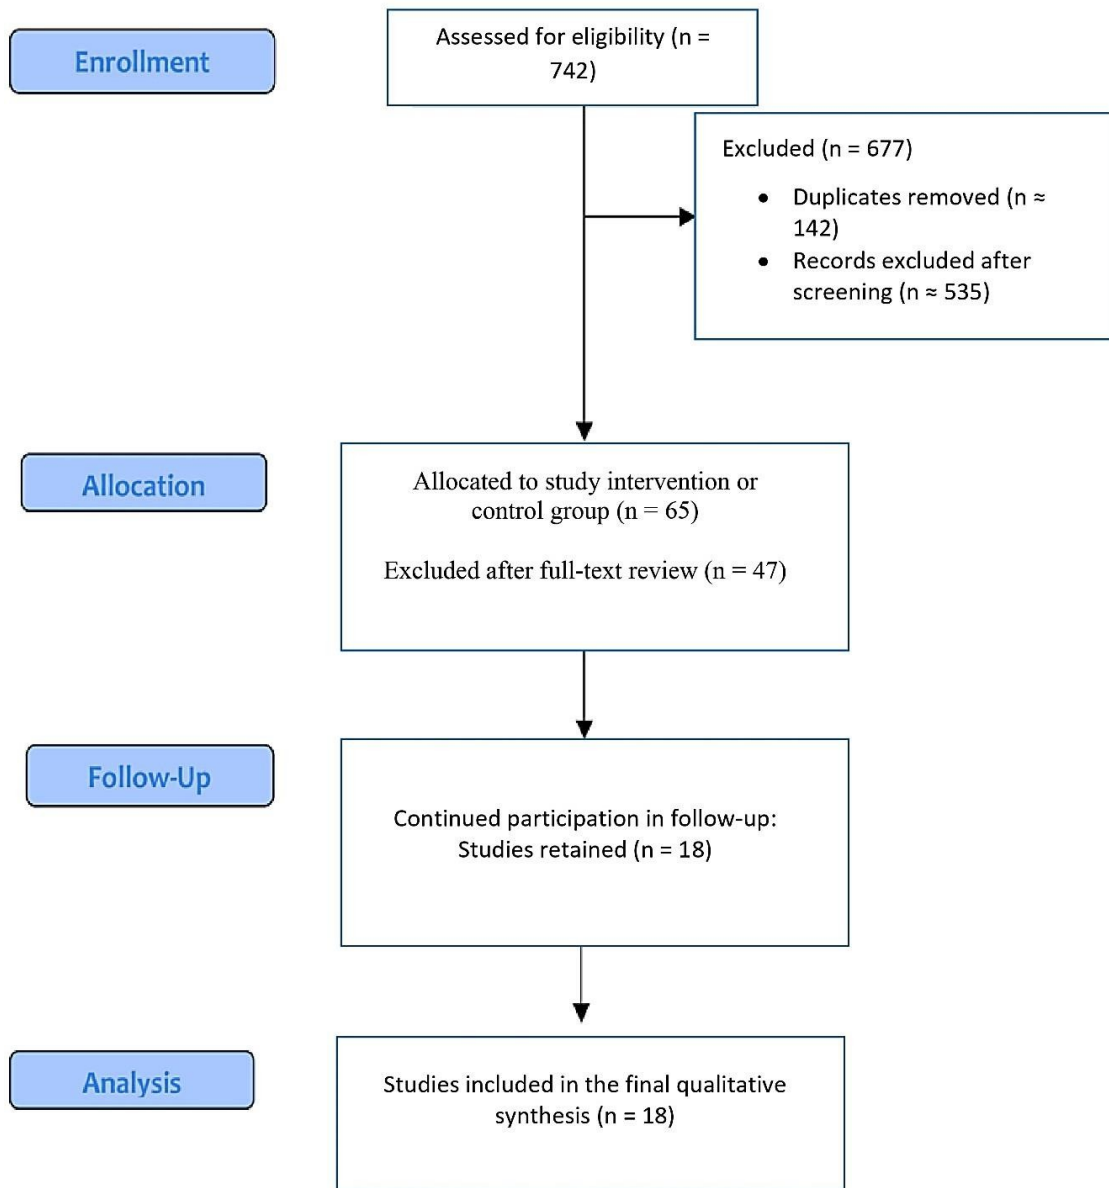 Enrollment
Assessed for eligibility (n =
742)
Excluded (n = 677)
• Duplicates removed (n ≈
142)
• Records excluded after
screening (n ≈ 535)
Allocation
Allocated to study intervention or
control group (n = 65)
Excluded after full-text review (n = 47)
Follow-Up
Continued participation in follow-up:
Studies retained (n = 18)
Analysis
Studies included in the final qualitative
synthesis (n = 18)